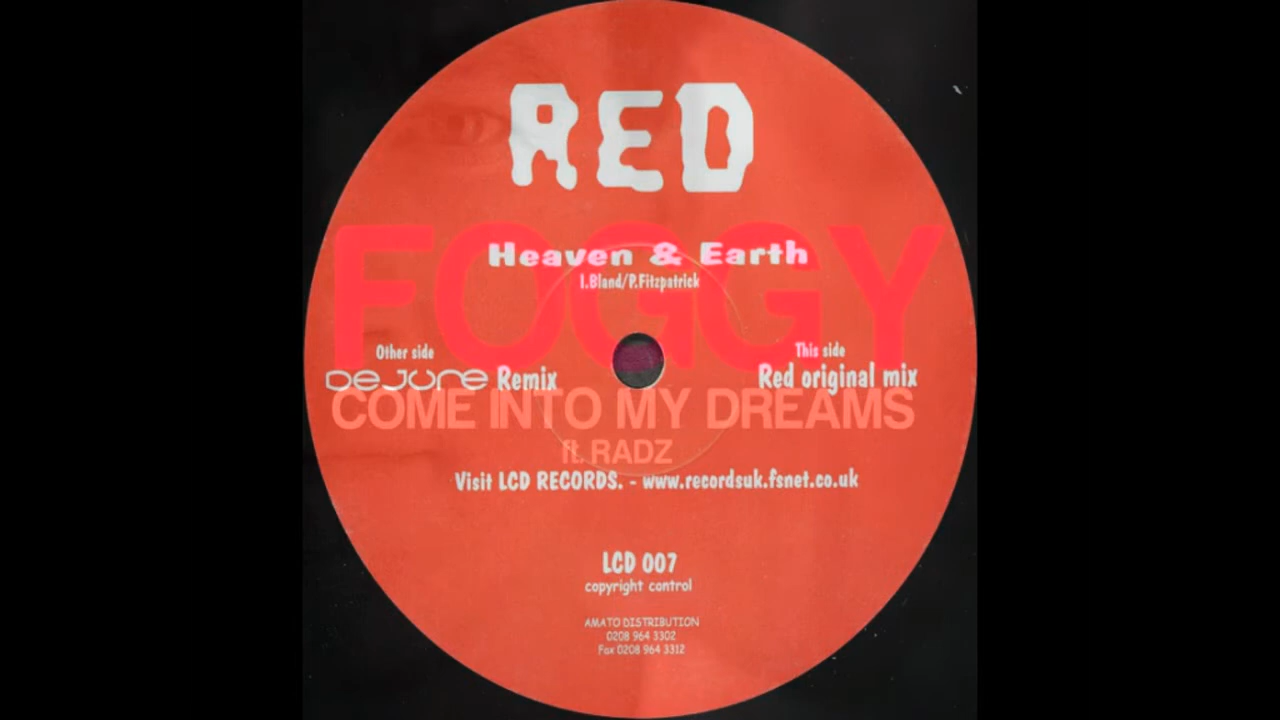 RED
FOGGY
Heaven & Earth
I.Bland/P.Fitzpatrick
Other side
This side
DEJURE Remix
Red original mix
COME INTO MY DREAMS
ft. RADZ
Visit LCD RECORDS. - www.recordsuk.fsnet.co.uk
LCD 007
copyright control
AMATO DISTRIBUTION
0208 964 3302
Fax 0208 964 3312